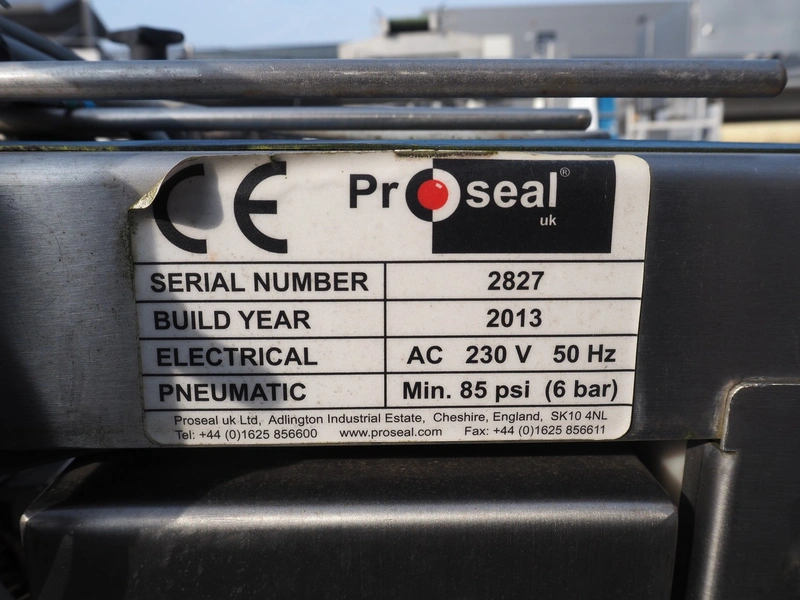 CE Proseal®
uk
SERIAL NUMBER 2827
BUILD YEAR 2013
ELECTRICAL AC 230 V 50 Hz
PNEUMATIC Min. 85 psi (6 bar)
Proseal uk Ltd, Adlington Industrial Estate, Cheshire, England, SK10 4NL
Tel: +44 (0)1625 856600 www.proseal.com Fax: +44 (0)1625 856611